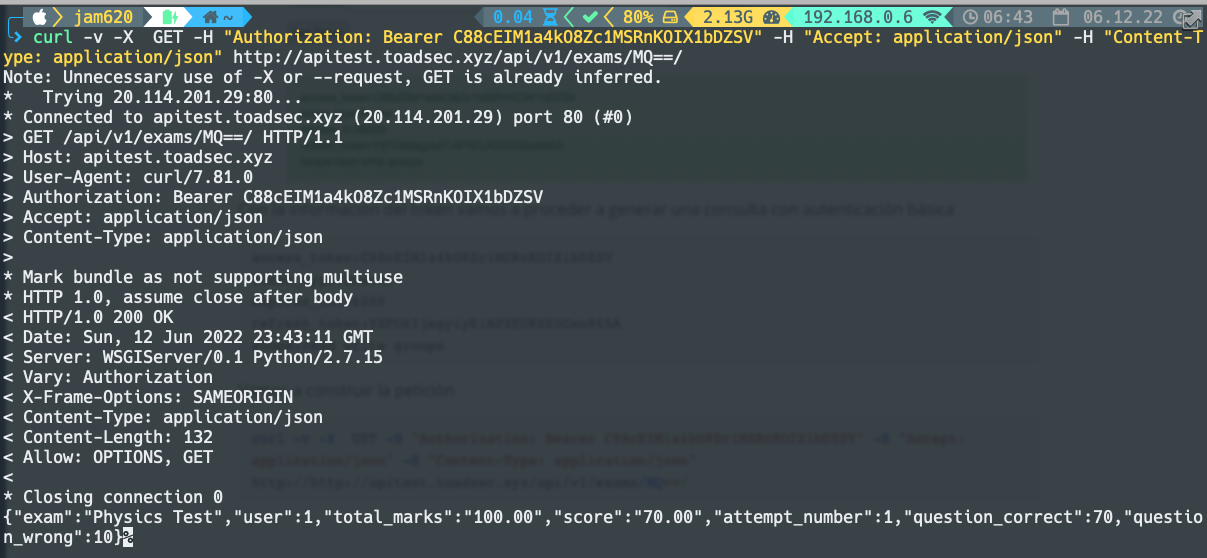 jam620 ~ 0.04 80% 2.13G 192.168.0.6 06:43 06.12.22
curl -v -X  GET -H "Authorization: Bearer C88cEIM1a4kO8Zc1MSRnKOIX1bDZSV" -H "Accept: application/json" -H "Content-T
ype: application/json" http://apitest.toadsec.xyz/api/v1/exams/MQ==/
Note: Unnecessary use of -X or --request, GET is already inferred.
*   Trying 20.114.201.29:80...
* Connected to apitest.toadsec.xyz (20.114.201.29) port 80 (#0)
> GET /api/v1/exams/MQ==/ HTTP/1.1
> Host: apitest.toadsec.xyz
> User-Agent: curl/7.81.0
> Authorization: Bearer C88cEIM1a4kO8Zc1MSRnKOIX1bDZSV
> Accept: application/json
> Content-Type: application/json
>
* Mark bundle as not supporting multiuse
* HTTP 1.0, assume close after body
< HTTP/1.0 200 OK
< Date: Sun, 12 Jun 2022 23:43:11 GMT
< Server: WSGIServer/0.1 Python/2.7.15
< Vary: Authorization
< X-Frame-Options: SAMEORIGIN
< Content-Type: application/json
< Content-Length: 132
< Allow: OPTIONS, GET
<
* Closing connection 0
{"exam":"Physics Test","user":1,"total_marks":"100.00","score":"70.00","attempt_number":1,"question_correct":70,"questio
n_wrong":10}%